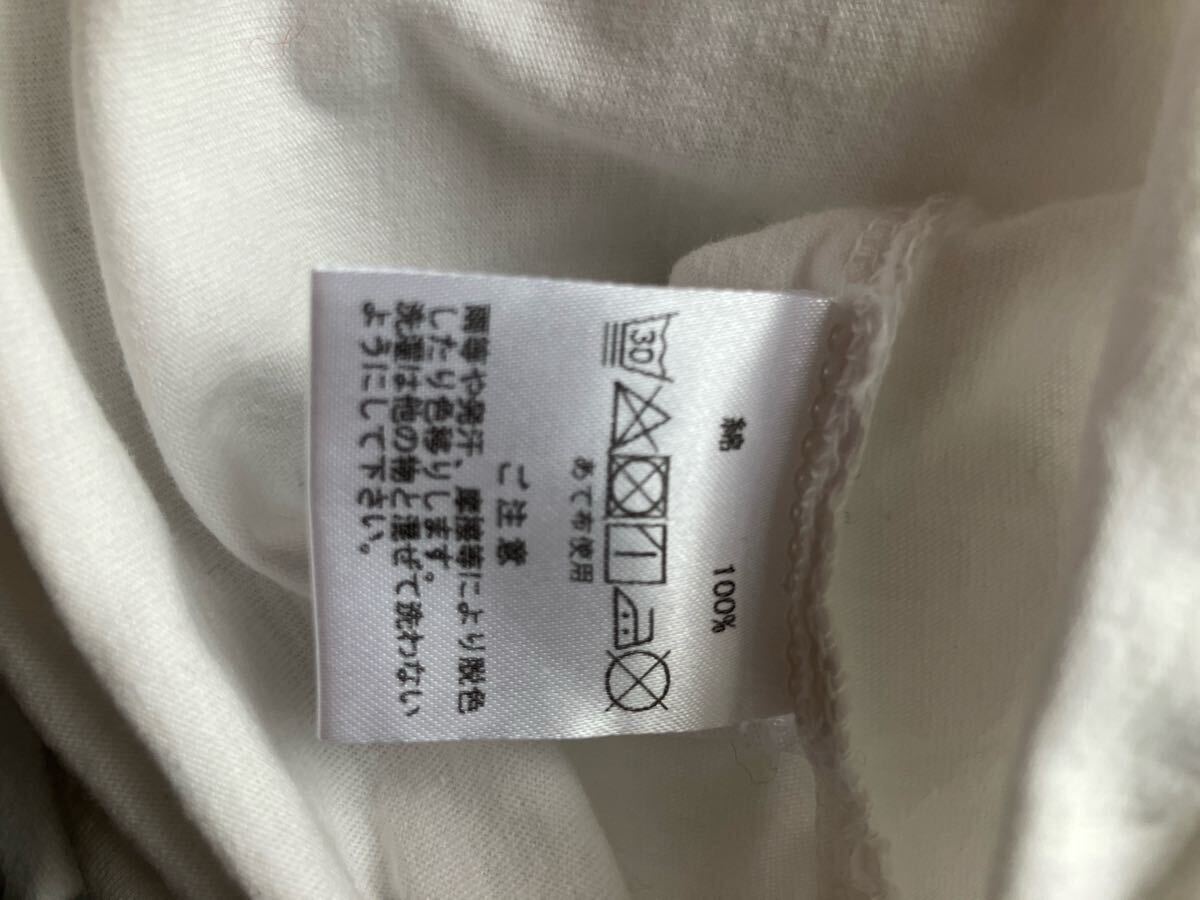 綿 100%
30
あて布使用
ご注意
雨等や発汗、摩擦等により脱色
したり色移りします。
洗濯は他の物と混ぜて洗わない
ようにして下さい。